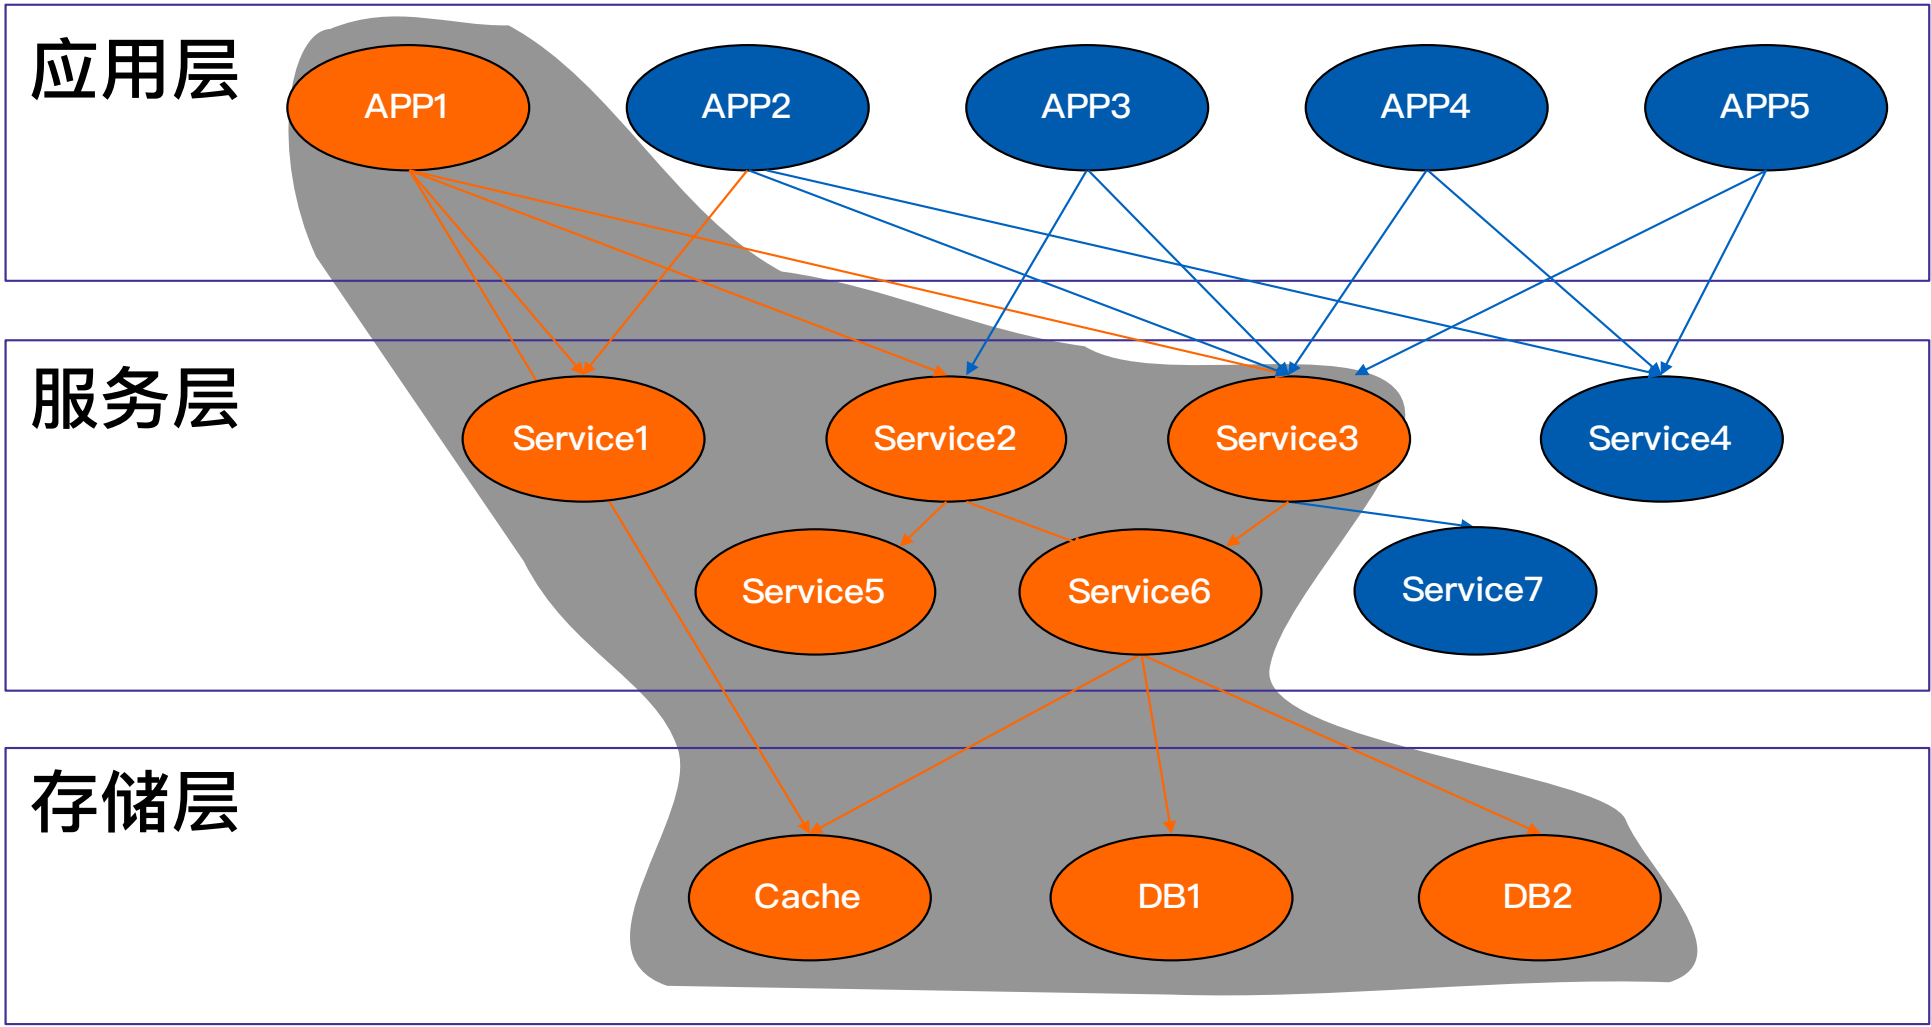 应用层
APP1
APP2
APP3
APP4
APP5
服务层
Service1
Service2
Service3
Service4
Service5
Service6
Service7
存储层
Cache
DB1
DB2